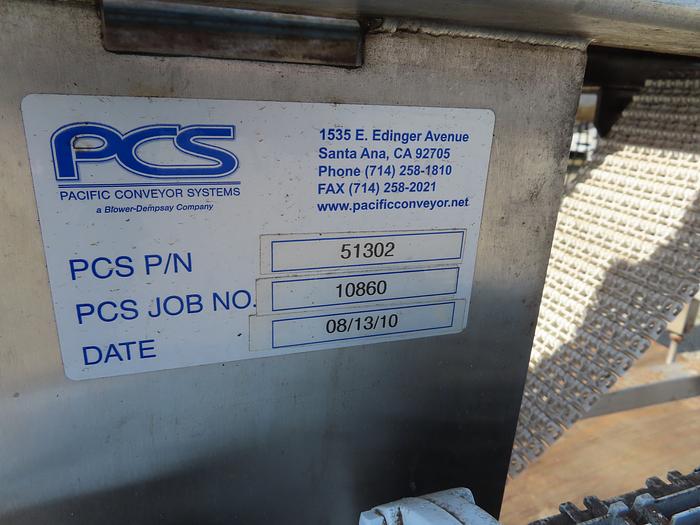 PCS
PACIFIC CONVEYOR SYSTEMS
a Blower-Dempsay Company
1535 E. Edinger Avenue
Santa Ana, CA 92705
Phone (714) 258-1810
FAX (714) 258-2021
www.pacificconveyor.net
PCS P/N 51302
PCS JOB NO. 10860
DATE 08/13/10